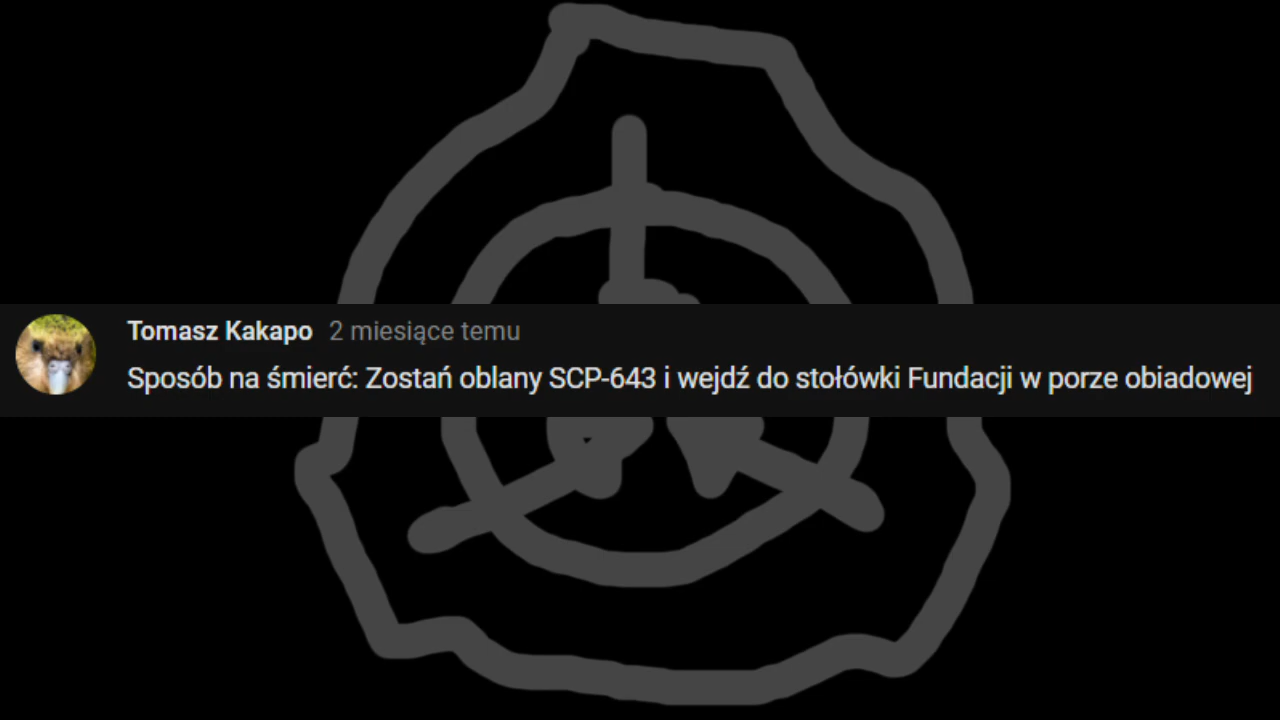 Tomasz Kakapo 2 miesiące temu
Sposób na śmierć: Zostań oblany SCP-643 i wejdź do stołówki Fundacji w porze obiadowej